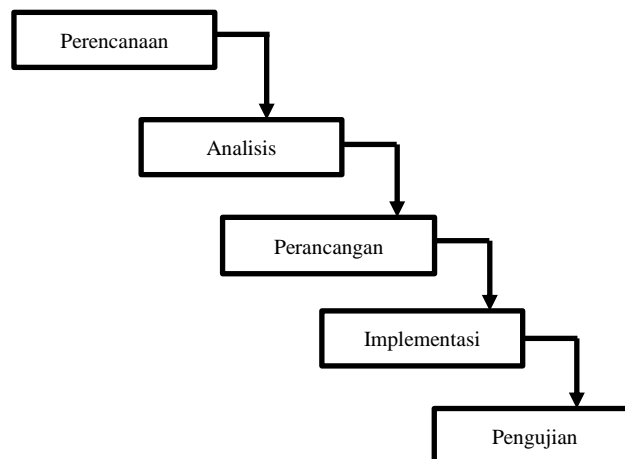 Perencanaan
Analisis
Perancangan
Implementasi
Pengujian